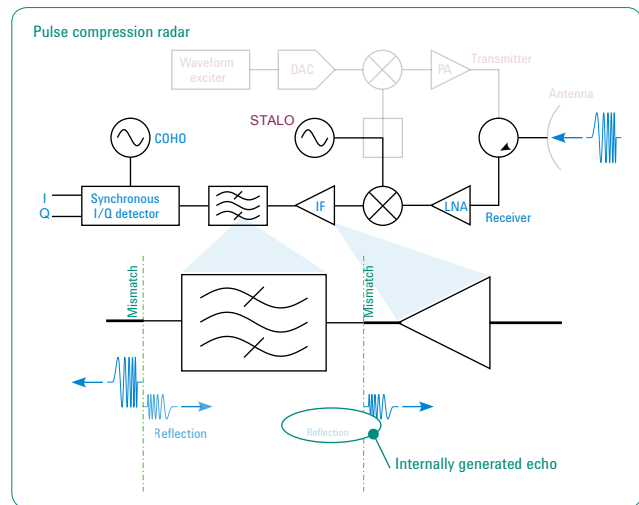 Pulse compression radar
Waveform
exciter
DAC
PA
Transmitter
Antenna
STALO
COHO
I
Q
Synchronous
I/Q detector
IF
LNA
Receiver
Mismatch
Mismatch
Reflection
Reflection
Internally generated echo